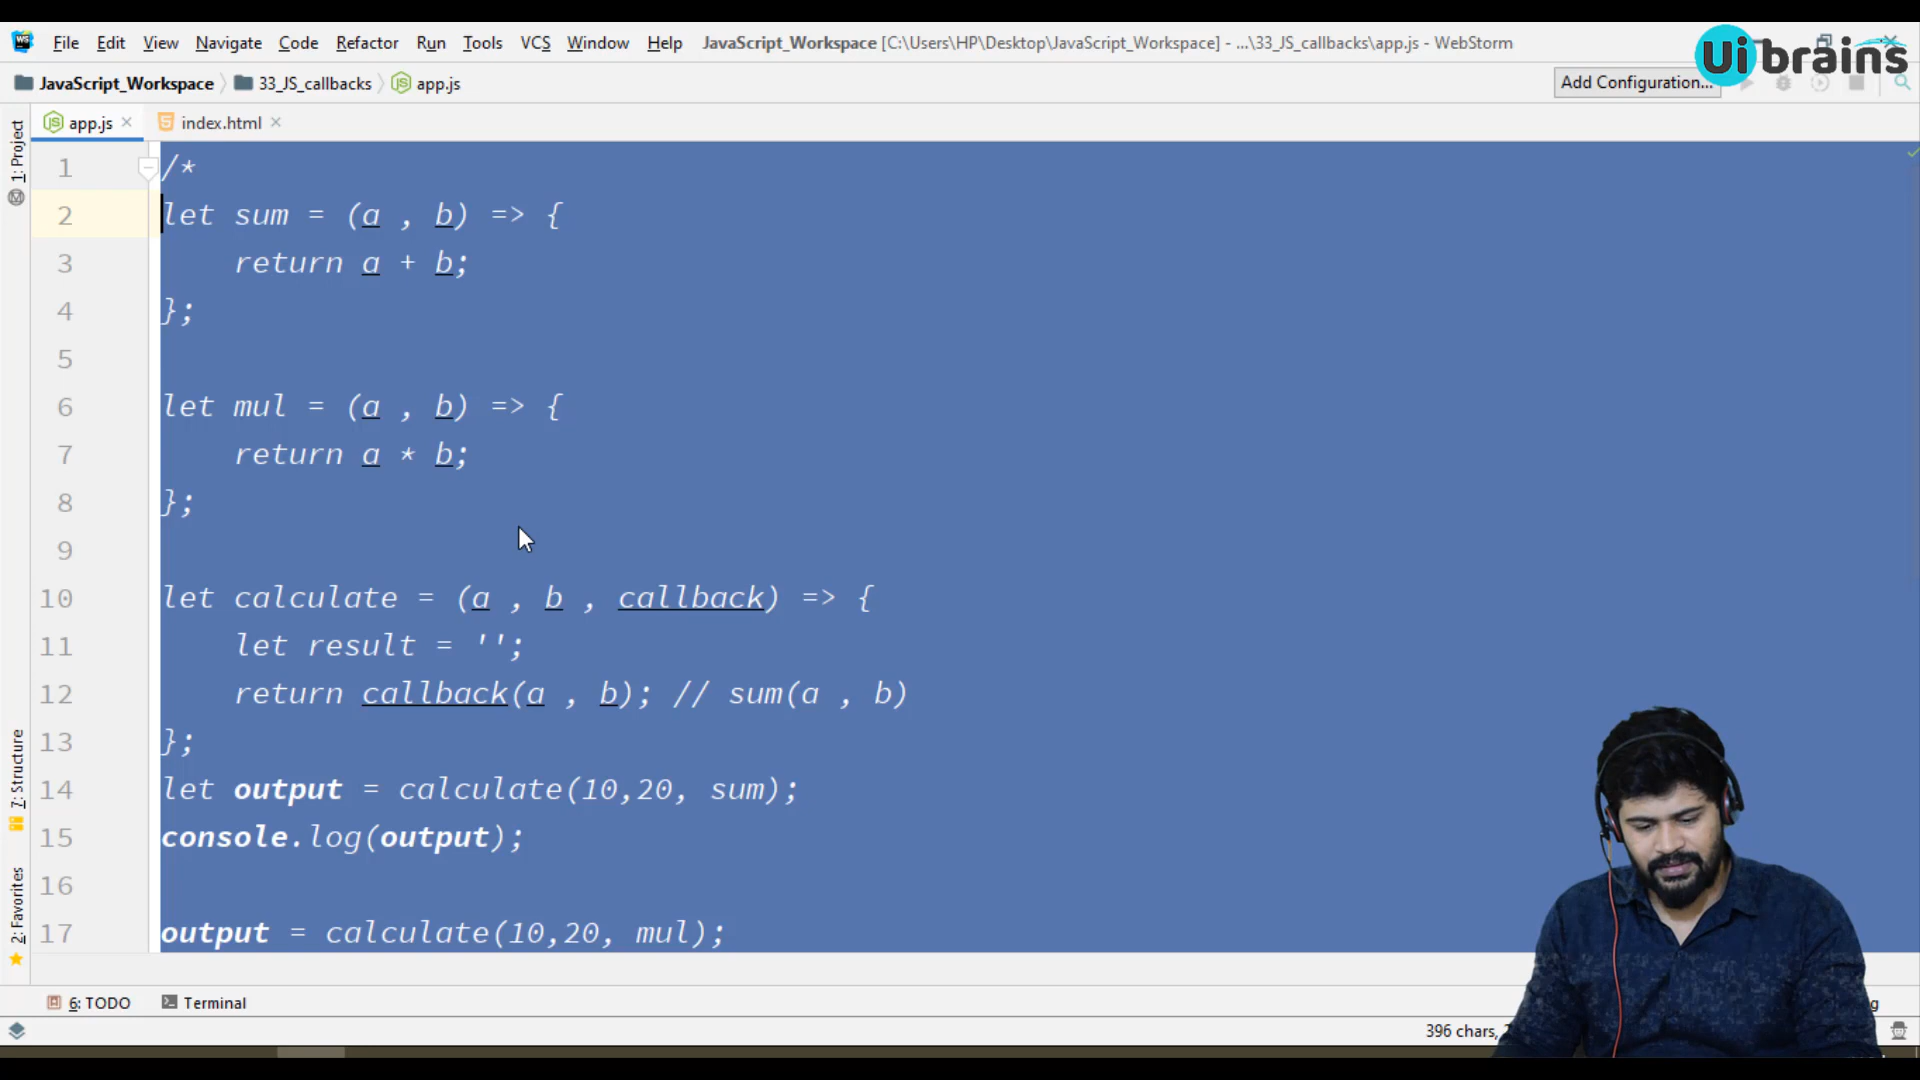 File Edit View Navigate Code Refactor Run Tools VCS Window Help JavaScript_Workspace [C:\Users\HP\Desktop\JavaScript_Workspace] - ...\33_JS_callbacks\app.js - WebStorm
Ui brains
JavaScript_Workspace 33_JS_callbacks app.js Add Configuration...
app.js index.html
1: Project
7: Structure
2: Favorites
1 /*
2 let sum = (a , b) => {
3 return a + b;
4 };
5
6 let mul = (a , b) => {
7 return a * b;
8 };
9
10 let calculate = (a , b , callback) => {
11 let result = '';
12 return callback(a , b); // sum(a , b)
13 };
14 let output = calculate(10,20, sum);
15 console.log(output);
16
17 output = calculate(10,20, mul);
6: TODO Terminal
396 chars,